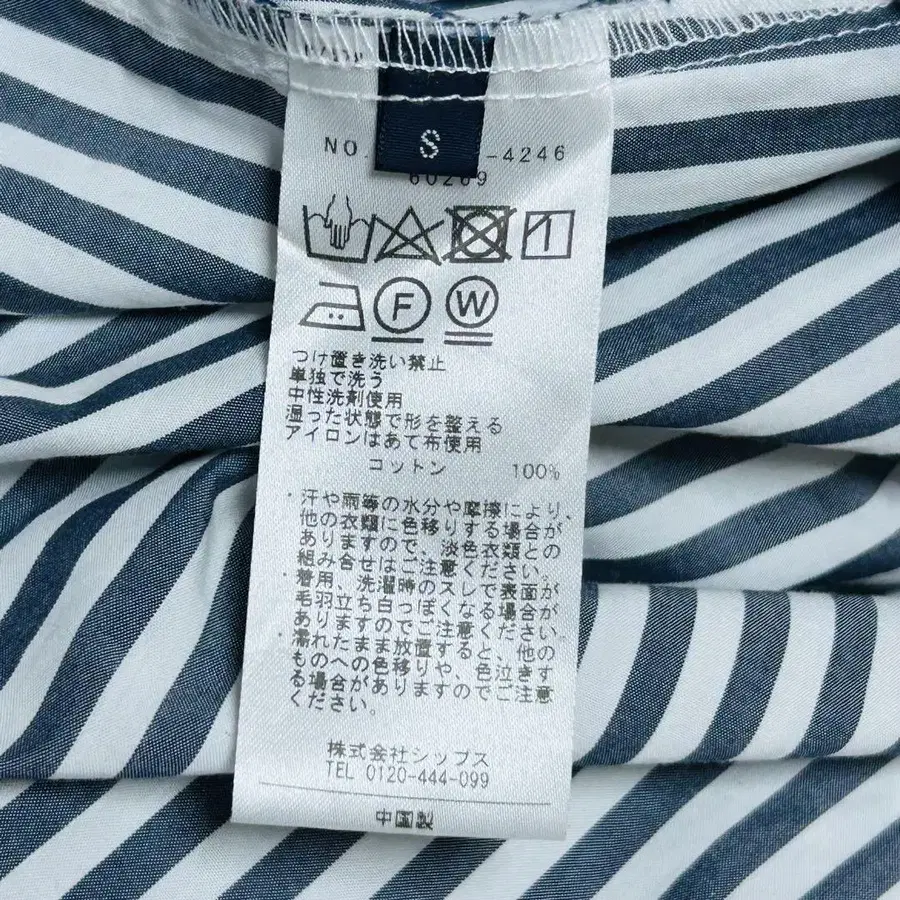 S
NO. -4246
60269
F W
つけ置き洗い禁止
単独で洗う
中性洗剤使用
湿った状態で形を整える
アイロンはあて布使用
コットン 100%
・汗や雨等の水分や摩擦により、
他の衣類に色移りする場合が
ありますので、淡色衣類との
組み合せはご注意ください。
・着用、洗濯時のスレで表面が
毛羽立ち白っぽくなる場合が
ありますのでご注意ください。
・濡れたまま放置すると、他の
ものへの色移りや、色泣きす
る場合がありますのでご注意
ください。
株式会社シップス
TEL 0120-444-099
中国製